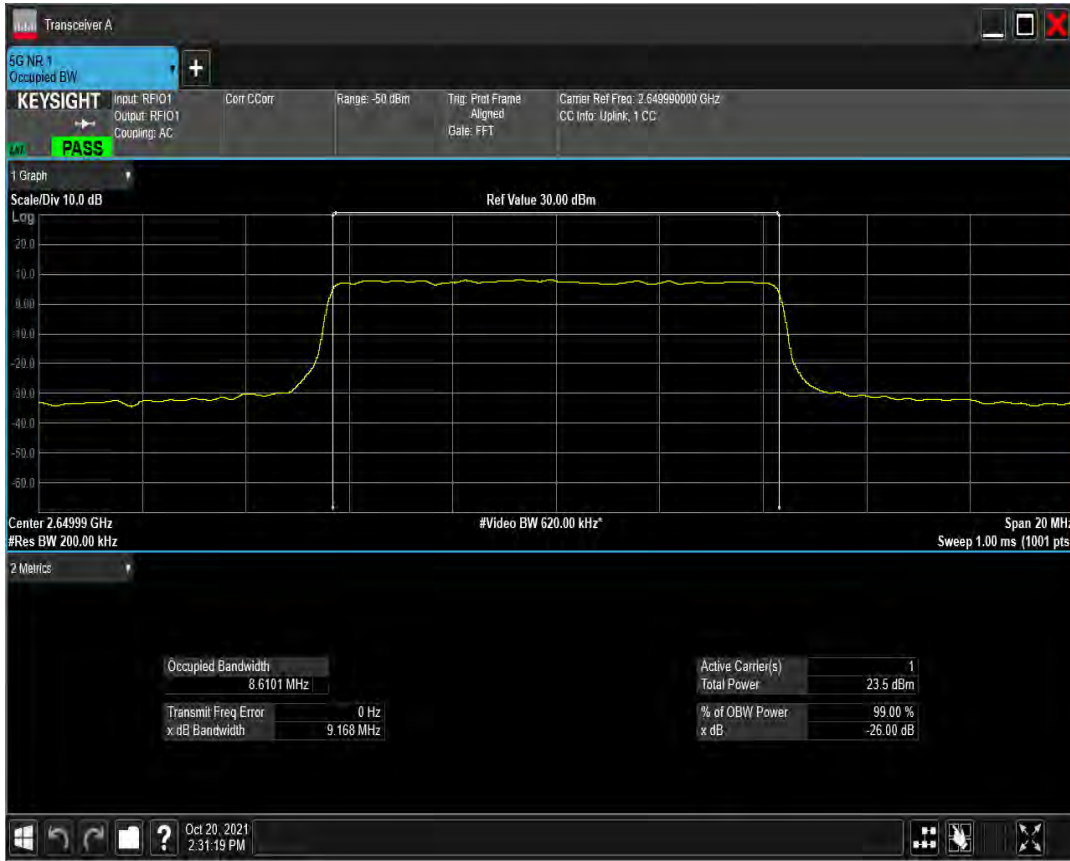 Transceiver A
5G NR 1
Occupied BW
+
KEYSIGHT
Input: RFIO1
Output: RFIO1
Coupling: AC
Corr CCorr
Range: -50 dBm
Trig: Prot Frame
Aligned
Gate: FFT
Carrier Ref Freq: 2.649990000 GHz
CC Info: Uplink, 1 CC
PASS
1 Graph
Scale/Div 10.0 dB
Ref Value 30.00 dBm
Log
20.0
10.0
0.00
-10.0
-20.0
-30.0
-40.0
-50.0
-60.0
Center 2.64999 GHz
#Video BW 620.00 kHz*
Span 20 MHz
#Res BW 200.00 kHz
Sweep 1.00 ms (1001 pts
2 Metrics
Occupied Bandwidth
8.6101 MHz
Transmit Freq Error 0 Hz
x dB Bandwidth 9.168 MHz
Active Carrier(s) 1
Total Power 23.5 dBm
% of OBW Power 99.00 %
x dB -26.00 dB
?
Oct 20, 2021
2:31:19 PM